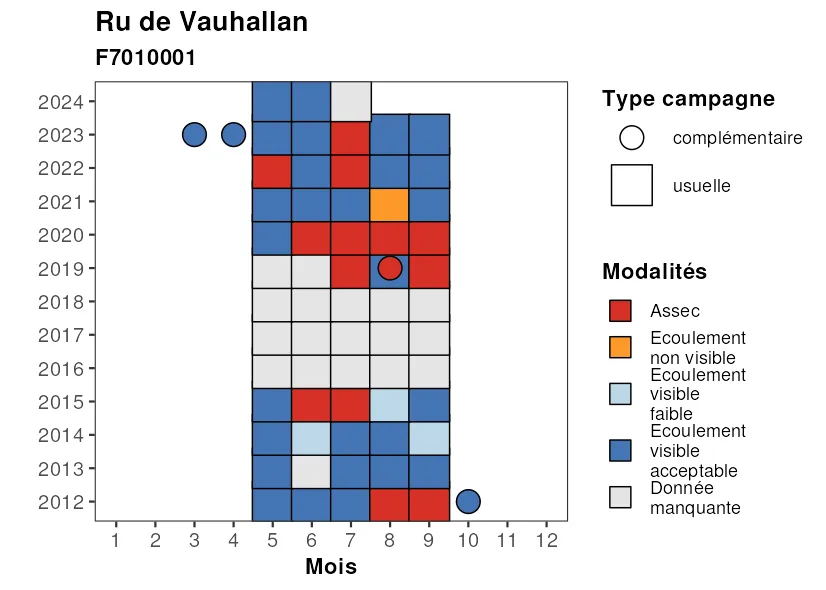 Ru de Vauhallan
F7010001
2024
2023
2022
2021
2020
2019
2018
2017
2016
2015
2014
2013
2012
1 2 3 4 5 6 7 8 9 10 11 12
Mois
Type campagne
complémentaire
usuelle
Modalités
Assec
Ecoulement
non visible
Ecoulement
visible
faible
Ecoulement
visible
acceptable
Donnée
manquante